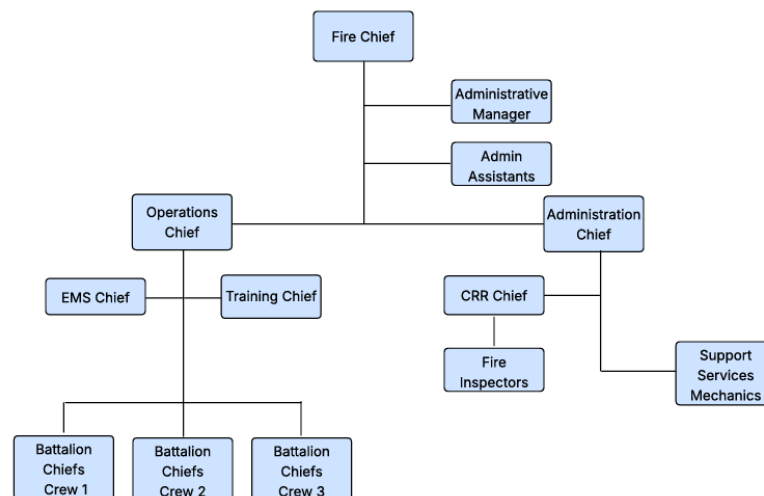 Fire Chief
Administrative
Manager
Admin
Assistants
Operations
Chief
Administration
Chief
EMS Chief
Training Chief
CRR Chief
Fire
Inspectors
Support
Services
Mechanics
Battalion
Chiefs
Crew 1
Battalion
Chiefs
Crew 2
Battalion
Chiefs
Crew 3